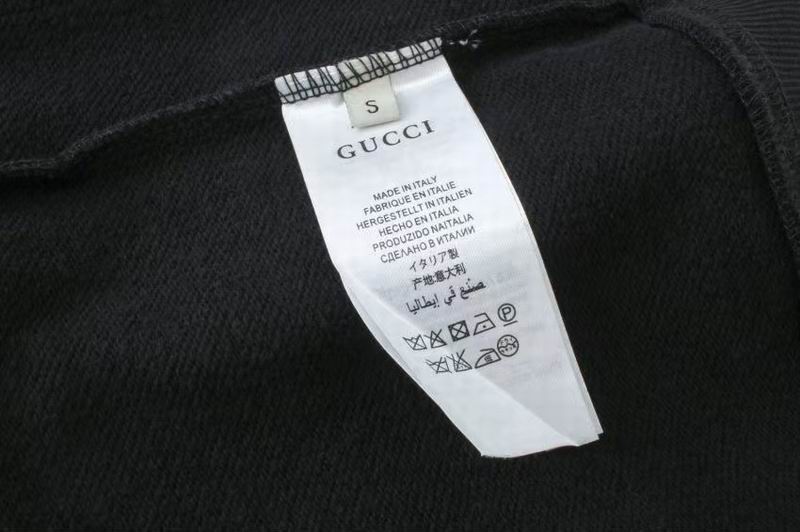 S
GUCCI
MADE IN ITALY
FABRIQUE EN ITALIE
HERGESTELLT IN ITALIEN
HECHO EN ITALIA
PRODUZIDO NAITALIA
СДЕЛАНО В ИТАЛИИ
イタリア製
产地意大利
صنع في إيطاليا
P